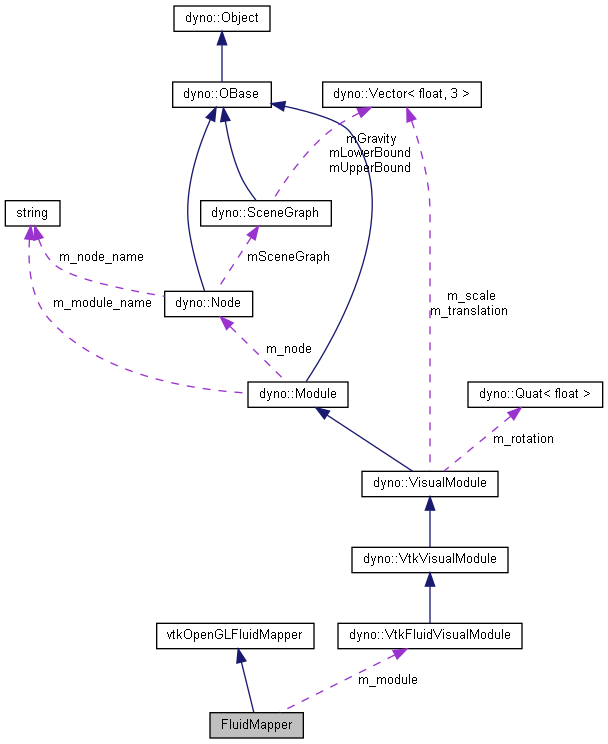 dyno::Object
dyno::OBase
dyno::Vector< float, 3 >
mGravity
mLowerBound
mUpperBound
string
dyno::SceneGraph
m_node_name
mSceneGraph
m_module_name
dyno::Node
m_scale
m_translation
m_node
dyno::Module
dyno::Quat< float >
m_rotation
dyno::VisualModule
dyno::VtkVisualModule
vtkOpenGLFluidMapper
dyno::VtkFluidVisualModule
m_module
FluidMapper